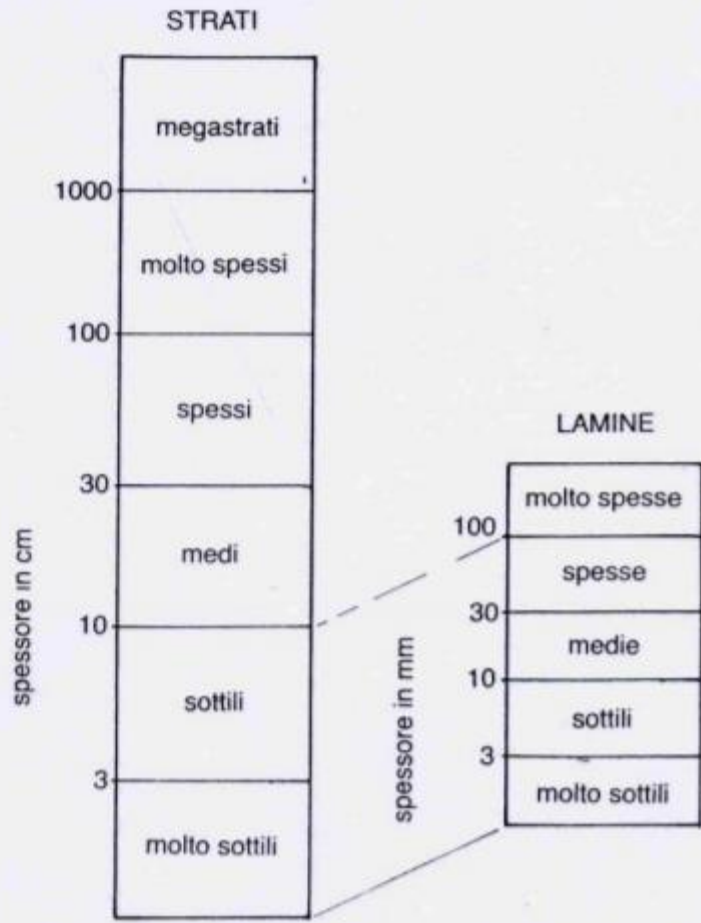 STRATI
megastrati
1000
molto spessi
100
spessi
30
medi
10
sottili
3
molto sottili
spessore in cm
LAMINE
molto spesse
100
spesse
30
medie
10
sottili
3
molto sottili
spessore in mm